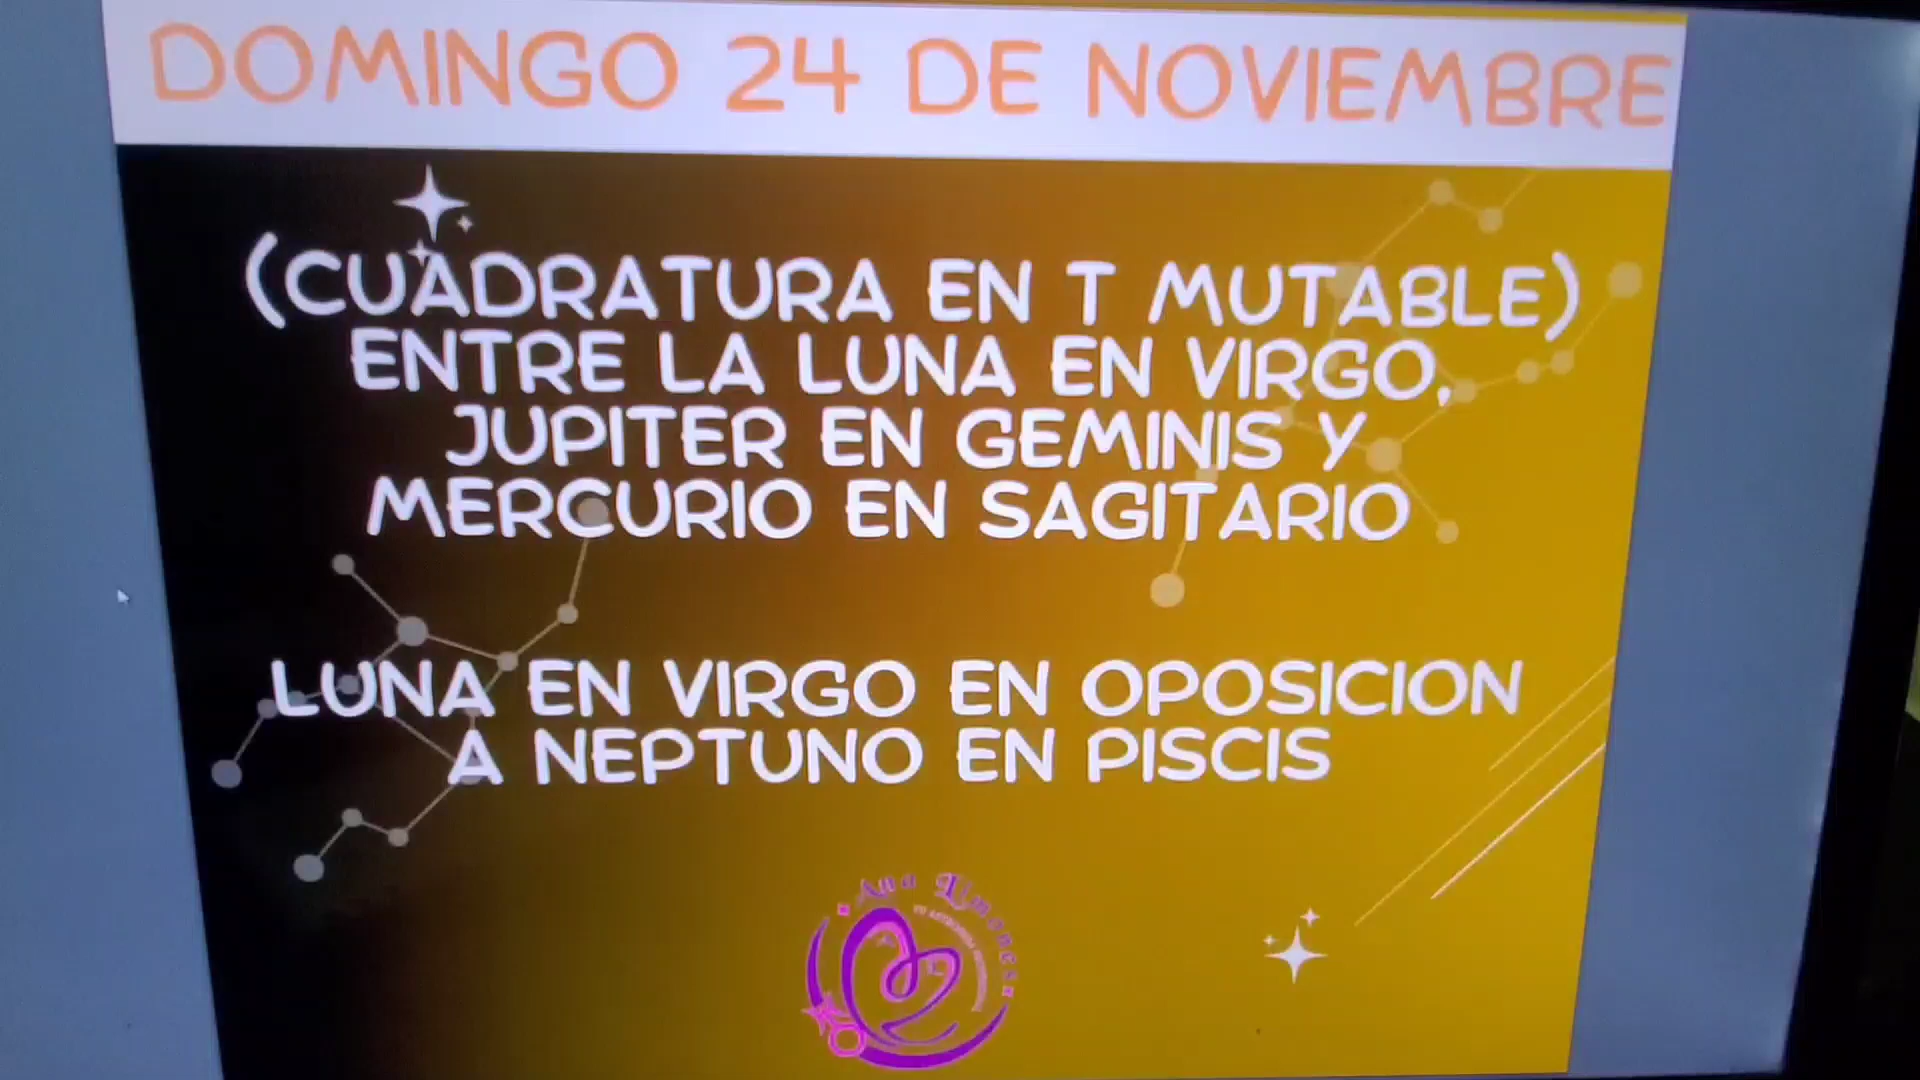 DOMINGO 24 DE NOVIEMBRE
(CUADRATURA EN T MUTABLE)
ENTRE LA LUNA EN VIRGO,
JUPITER EN GEMINIS Y
MERCURIO EN SAGITARIO
LUNA EN VIRGO EN OPOSICION
A NEPTUNO EN PISCIS
Ana